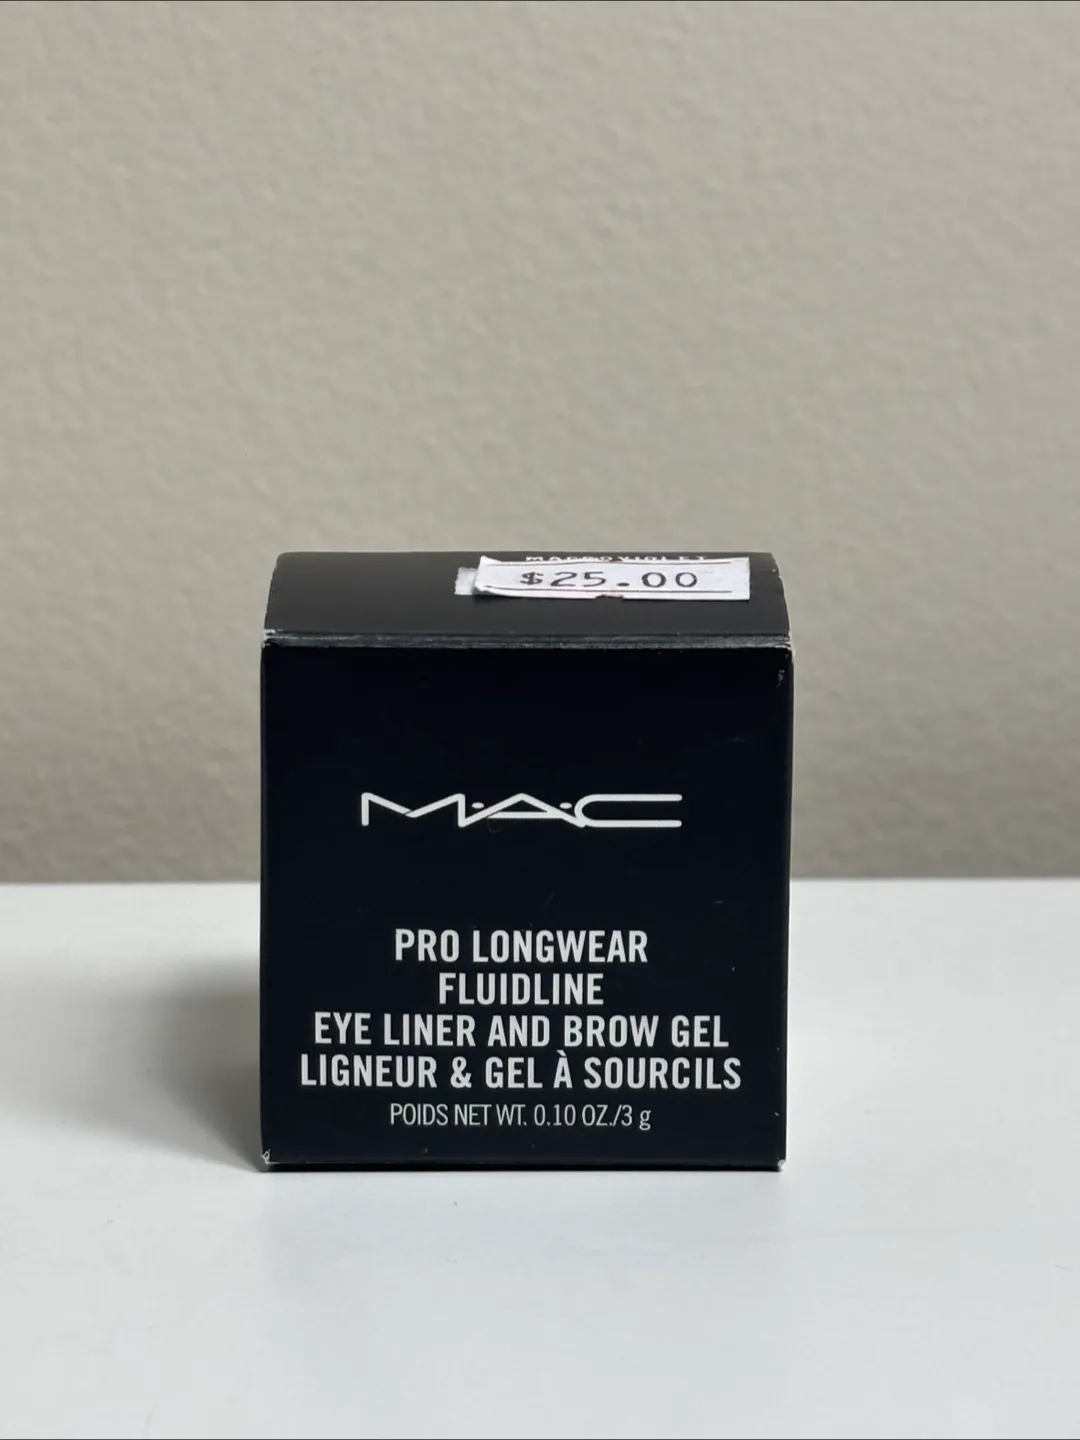 MACROVIOLET
$25.00
M·A·C
PRO LONGWEAR
FLUIDLINE
EYE LINER AND BROW GEL
LIGNEUR & GEL À SOURCILS
POIDS NET WT. 0.10 OZ./3 g